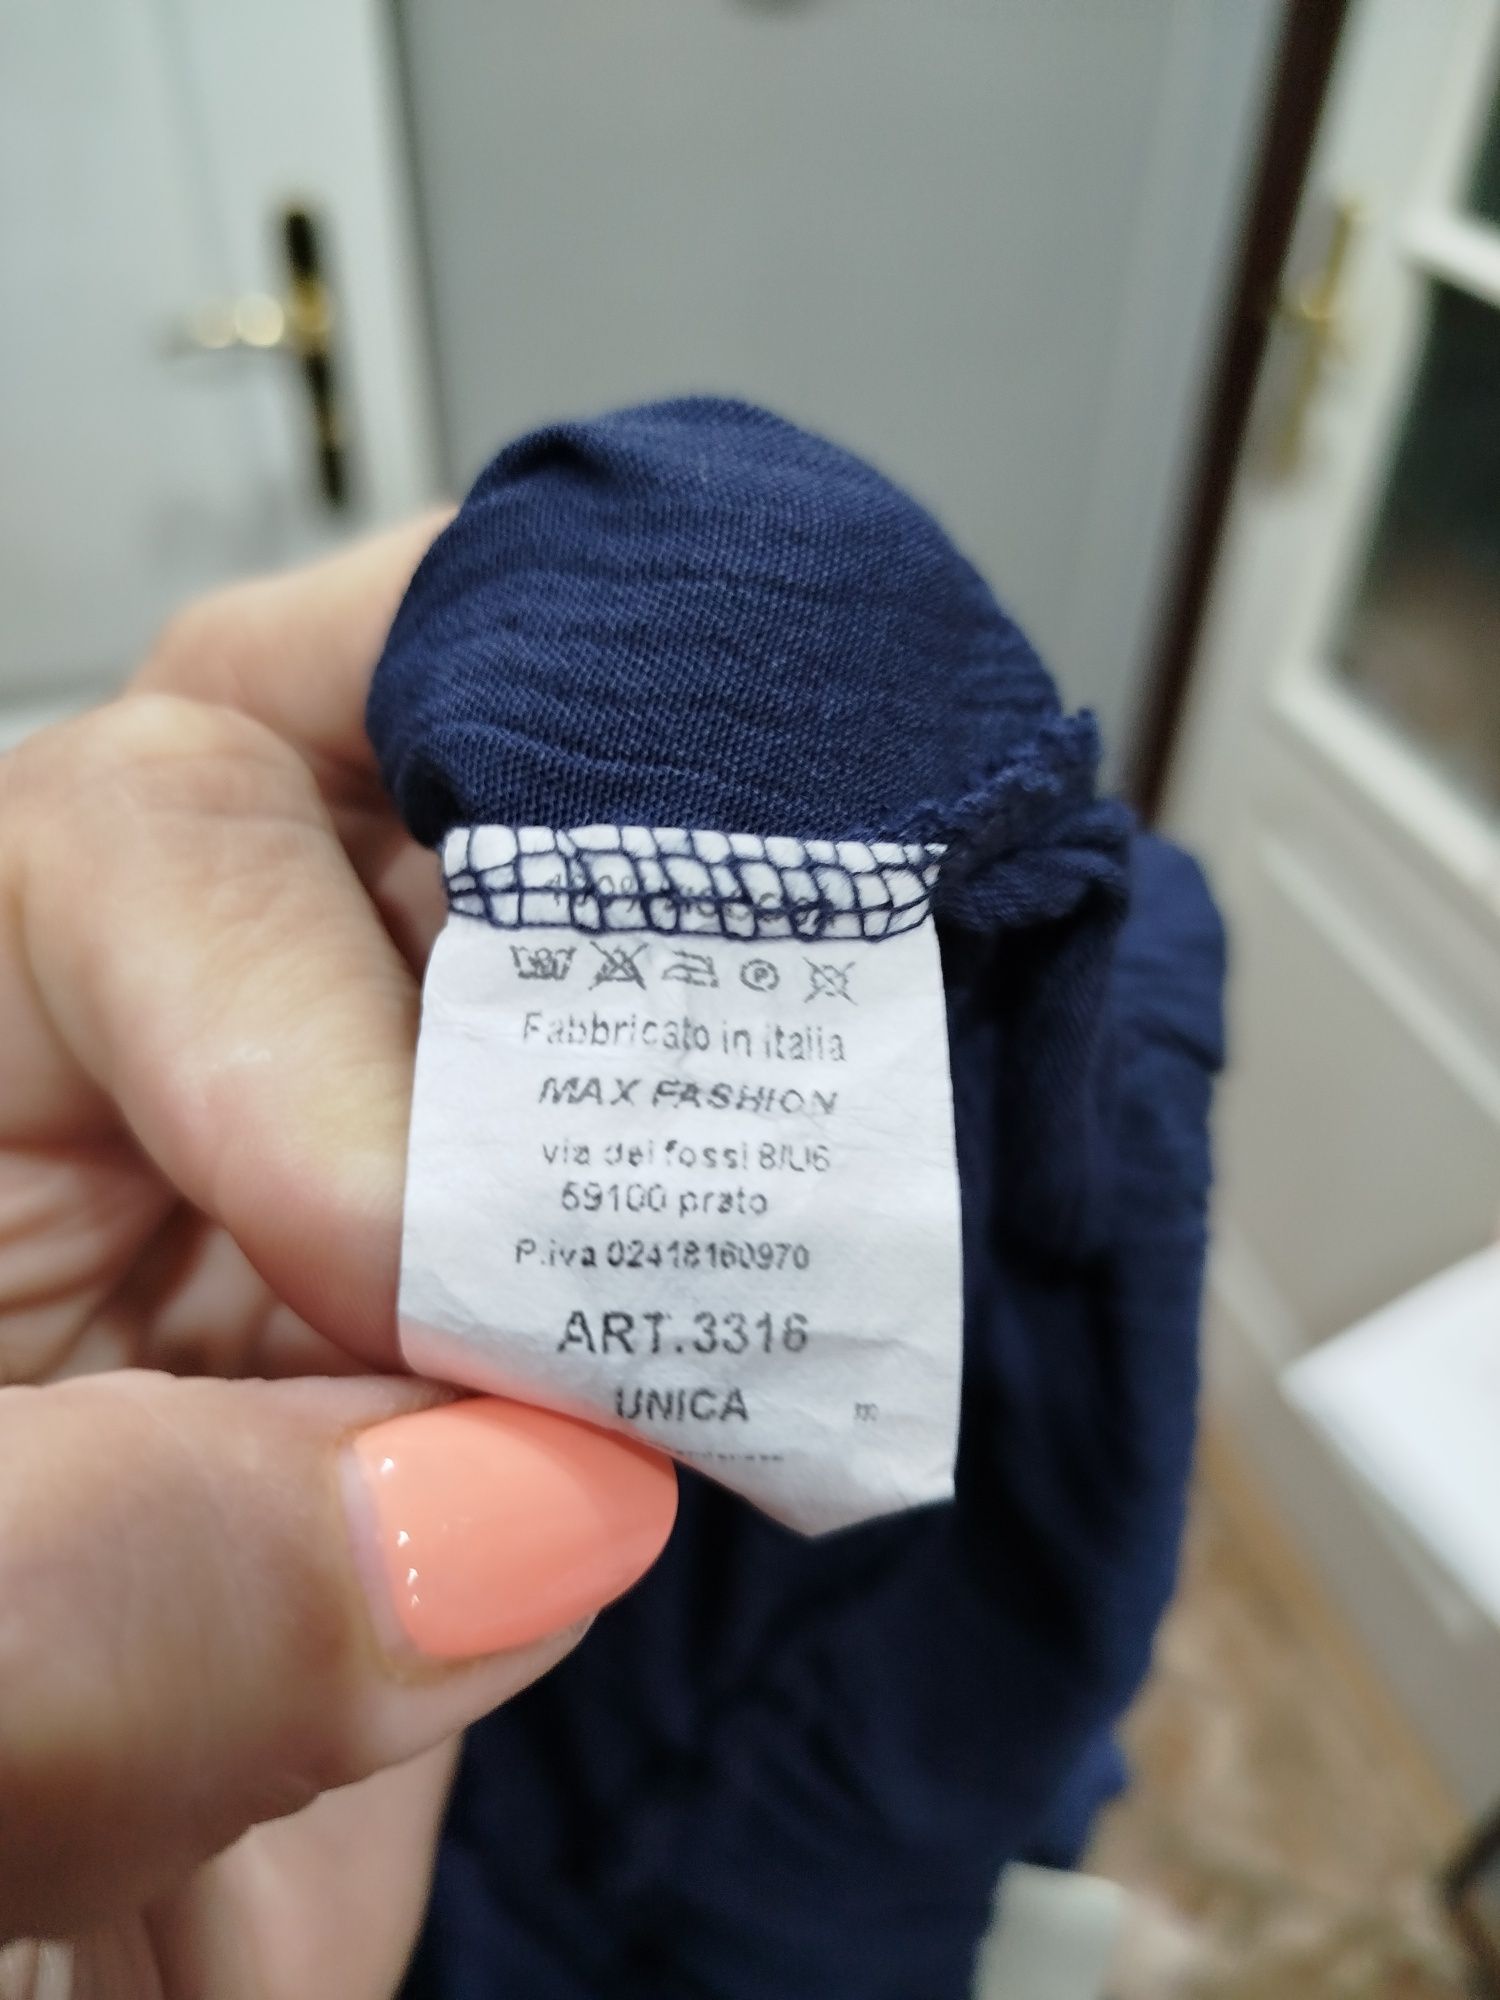 Fabbricato in italia
MAX FASHION
via dei fossi 8/U6
59100 prato
P.iva 02418160970
ART.3316
UNICA
m